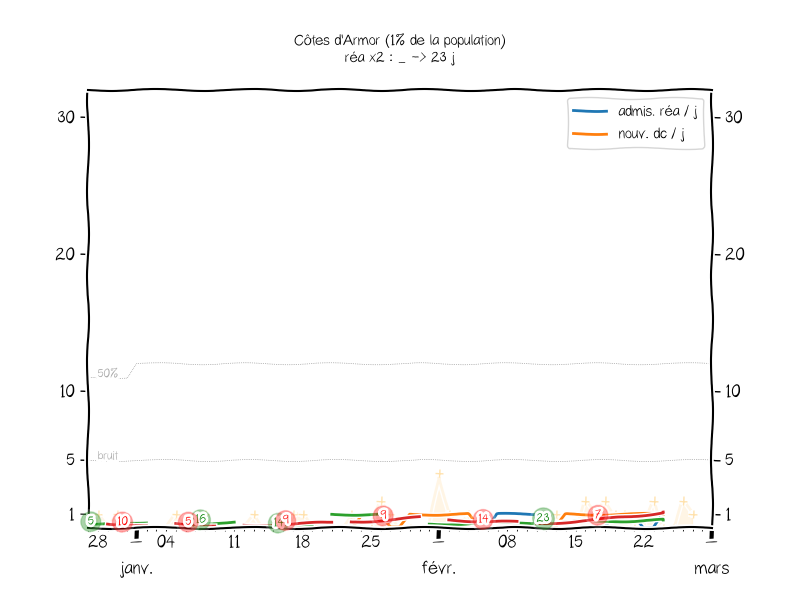 Côtes d'Armor (1% de la population)
réa x2 : _ -> 23 j
admis. réa / j
nouv. dc / j
30 30
20 20
50%
10 10
bruit
5 5
1 1
5 10 5 16 9 9 14 23 7
28 04 11 18 25 08 15 22
janv. févr. mars